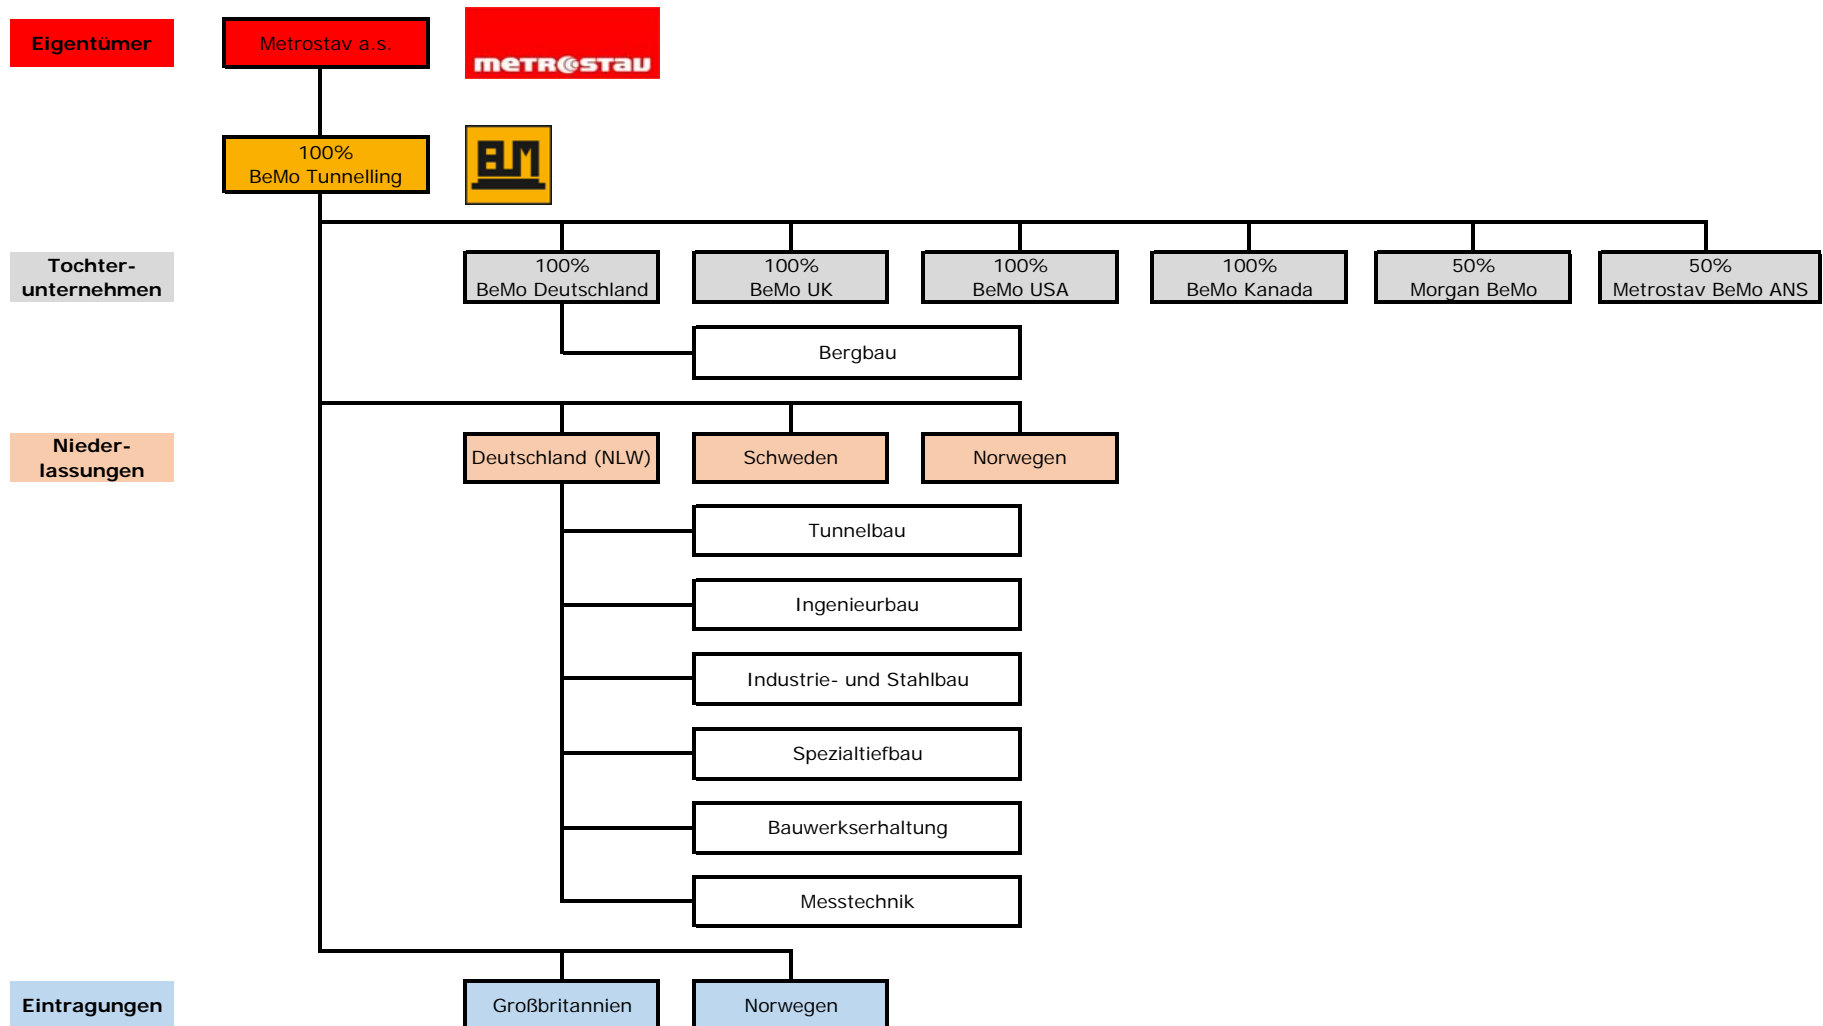 Eigentümer
Metrostav a.s.
metrostav
100%
BeMo Tunnelling
Tochter-
unternehmen
100%
BeMo Deutschland
100%
BeMo UK
100%
BeMo USA
100%
BeMo Kanada
50%
Morgan BeMo
50%
Metrostav BeMo ANS
Bergbau
Nieder-
lassungen
Deutschland (NLW)
Schweden
Norwegen
Tunnelbau
Ingenieurbau
Industrie- und Stahlbau
Spezialtiefbau
Bauwerkserhaltung
Messtechnik
Eintragungen
Großbritannien
Norwegen